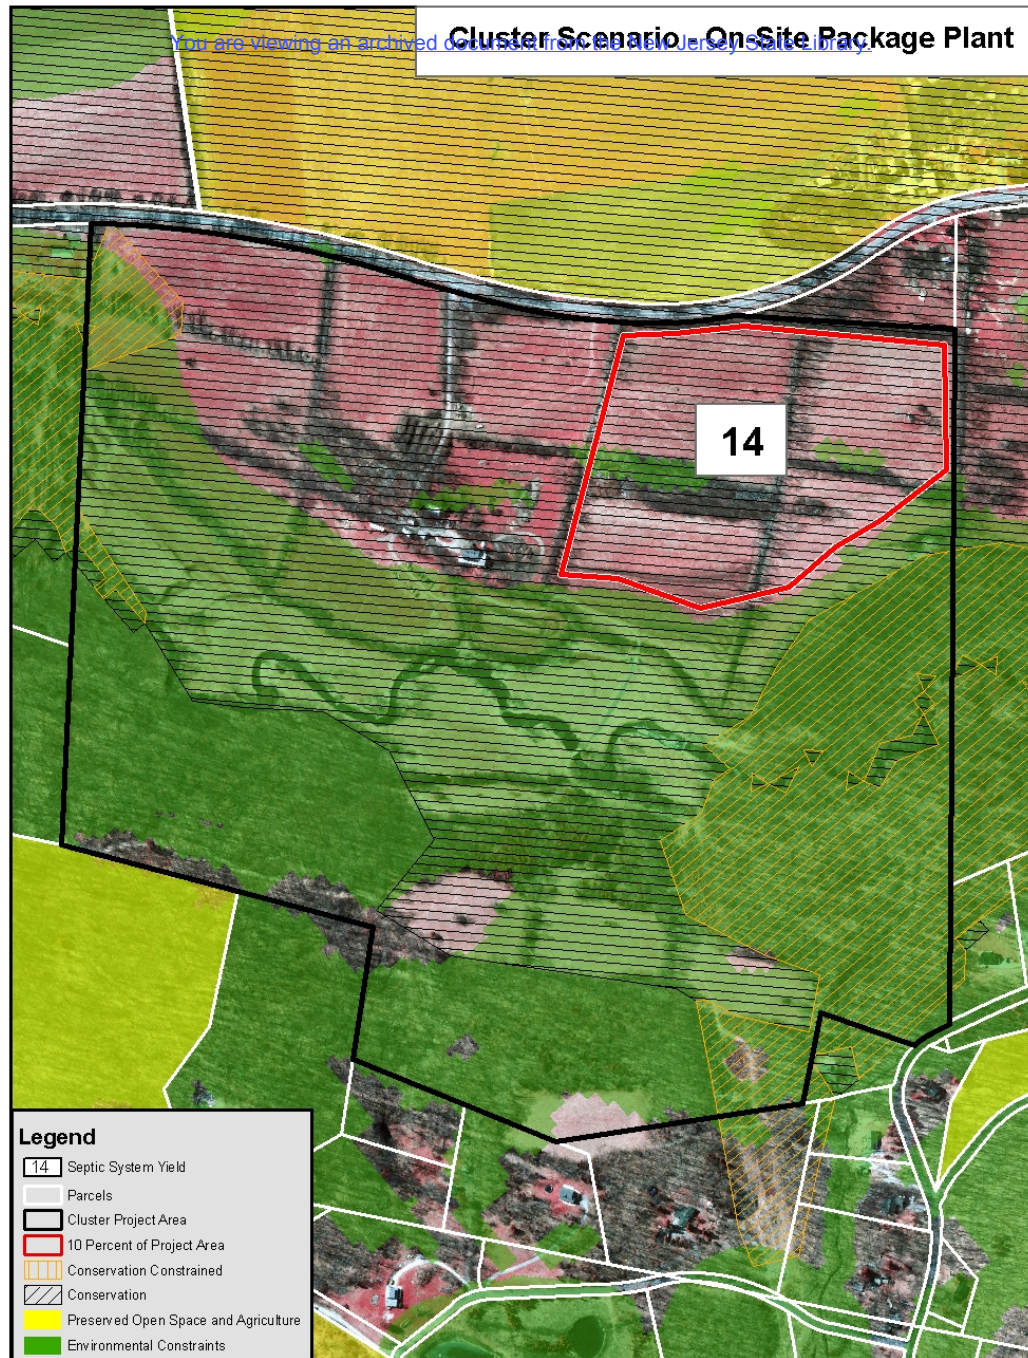 Cluster Scenario - On-Site Package Plant
You are viewing an archived document from the New Jersey State Library.
14
Legend
14 Septic System Yield
Parcels
Cluster Project Area
10 Percent of Project Area
Conservation Constrained
Conservation
Preserved Open Space and Agriculture
Environmental Constraints